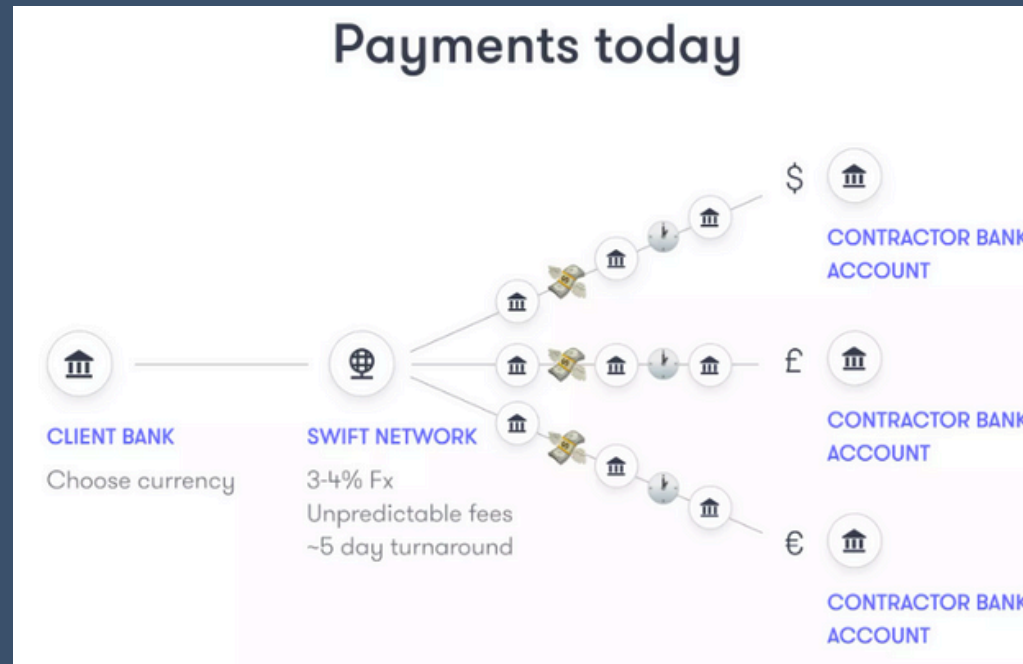 Payments today
$
CONTRACTOR BANK
ACCOUNT
£
CONTRACTOR BANK
ACCOUNT
€
CONTRACTOR BANK
ACCOUNT
CLIENT BANK
Choose currency
SWIFT NETWORK
3-4% Fx
Unpredictable fees
~5 day turnaround